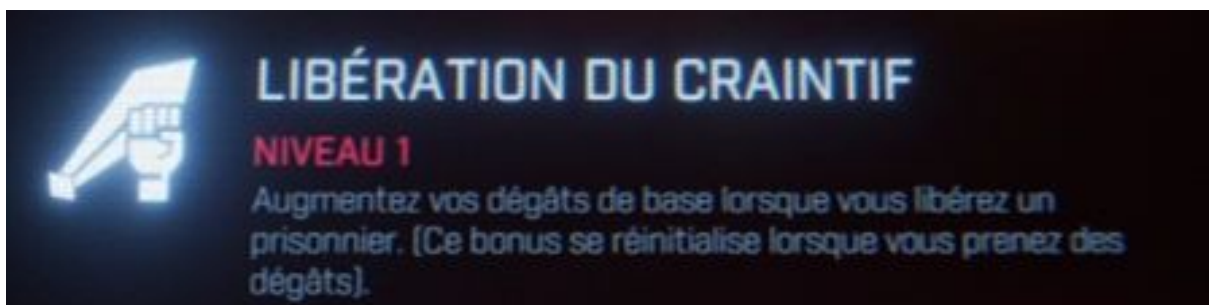 LIBÉRATION DU CRAINTIF
NIVEAU 1
Augmentez vos dégâts de base lorsque vous libérez un
prisonnier. (Ce bonus se réinitialise lorsque vous prenez des
dégâts).